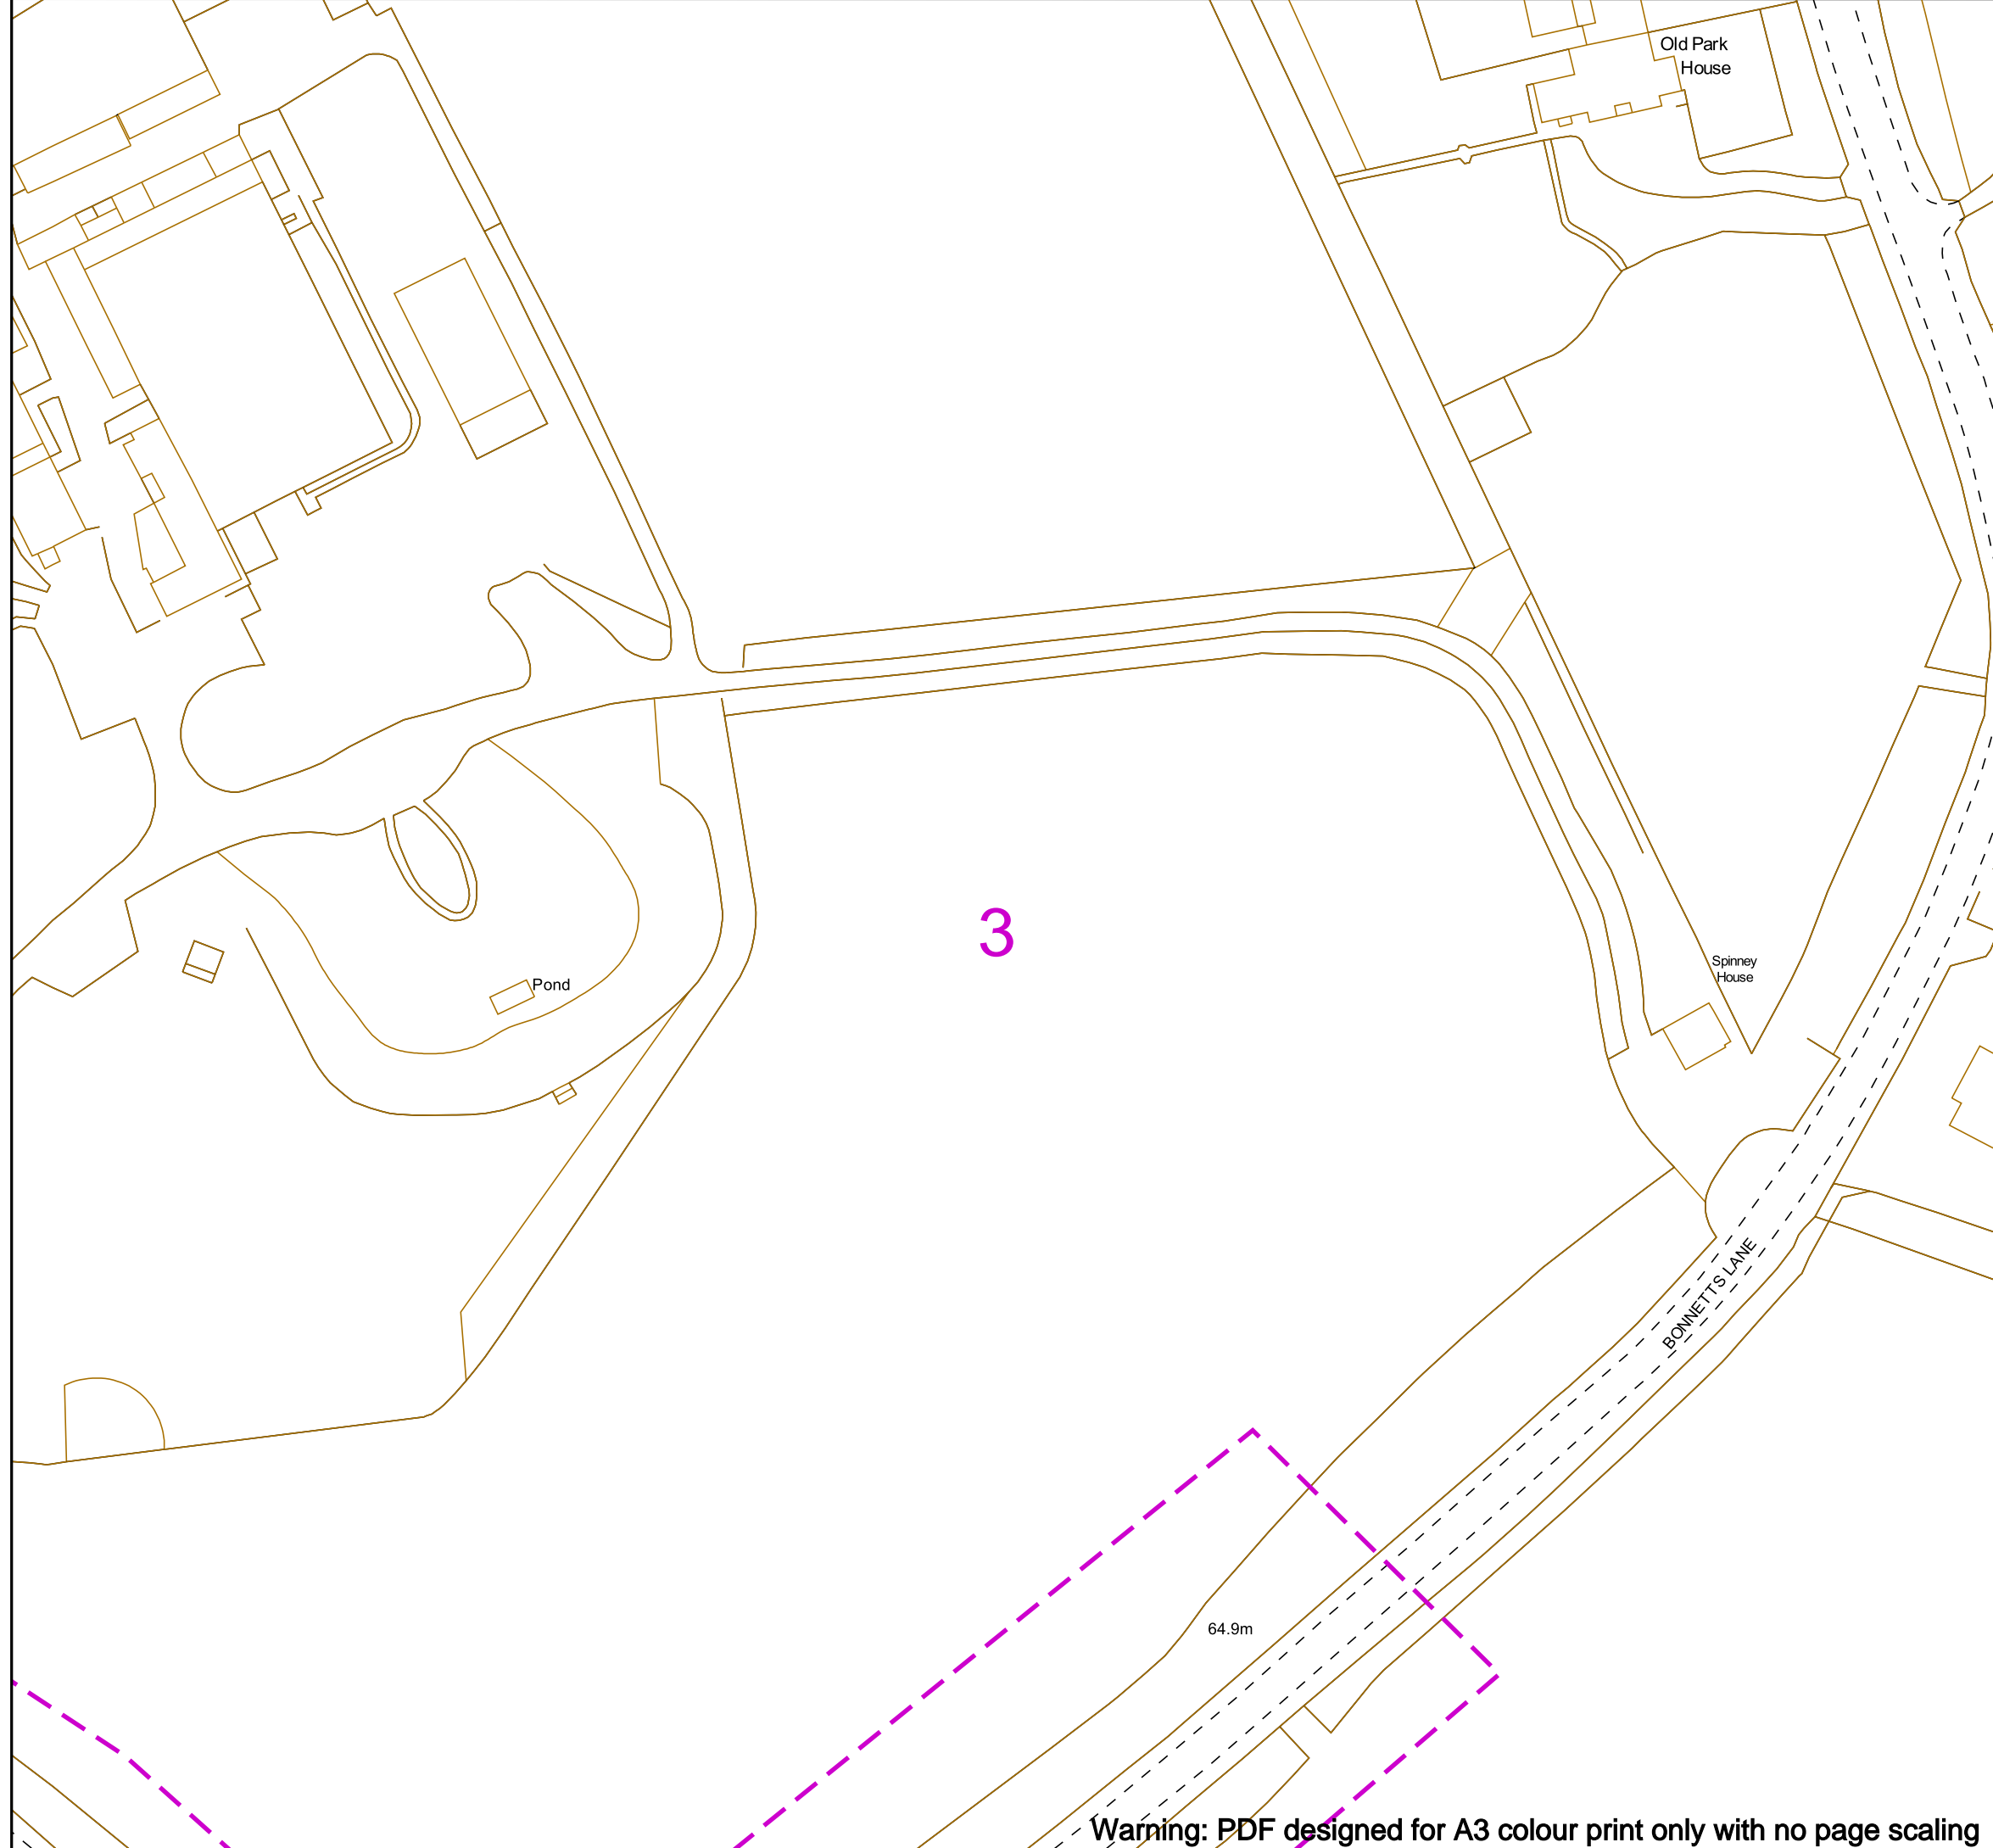 Old Park
House
3
Pond
Spinney
House
BONNETTS LANE
64.9m
Warning: PDF designed for A3 colour print only with no page scaling